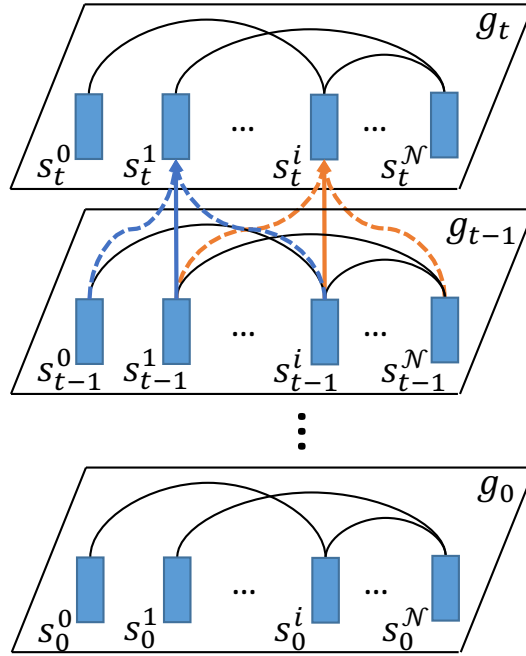 g_t
... ...
s_t^0 s_t^1 s_t^i s_t^𝒩
g_{t−1}
... ...
s_{t−1}^0 s_{t−1}^1 s_{t−1}^i s_{t−1}^𝒩
⋮
g_0
... ...
s_0^0 s_0^1 s_0^i s_0^𝒩